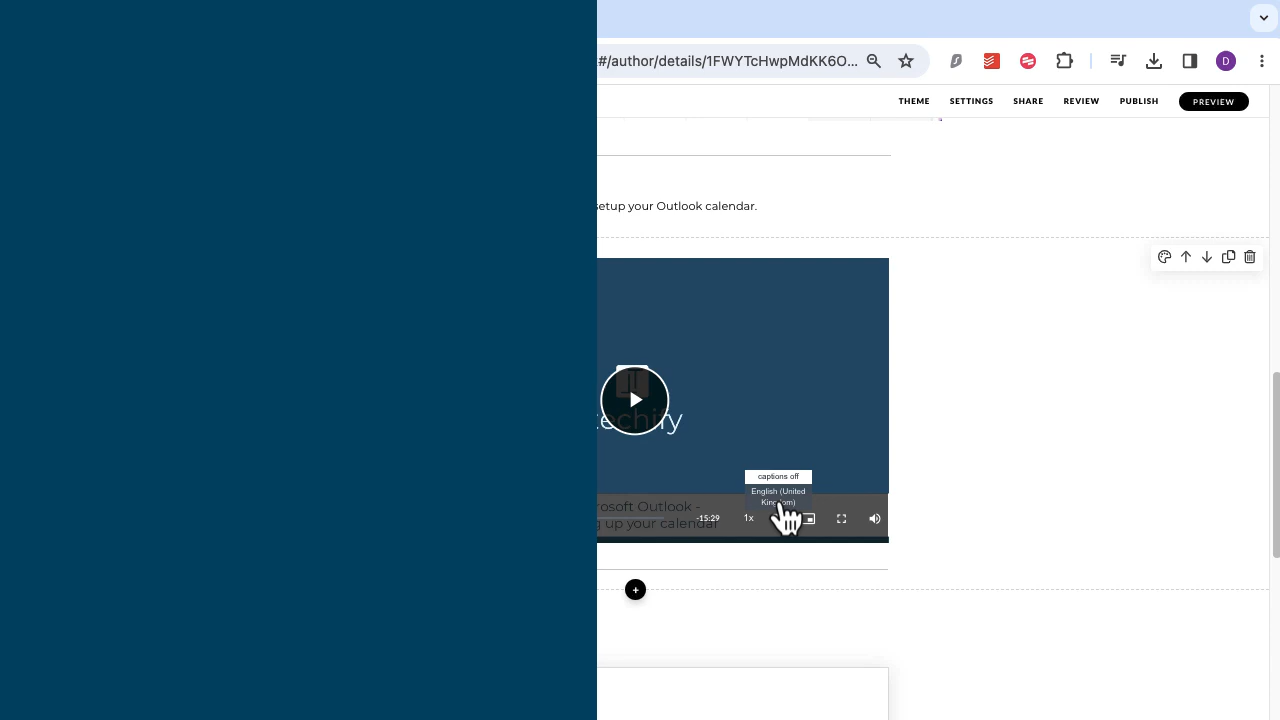 #/author/details/1FWYTcHwpMdKK6O...
D
THEME SETTINGS SHARE REVIEW PUBLISH PREVIEW
setup your Outlook calendar.
techify
captions off
English (United
Kingdom)
rosoft Outlook -
g up your calendar
-15:29 1x